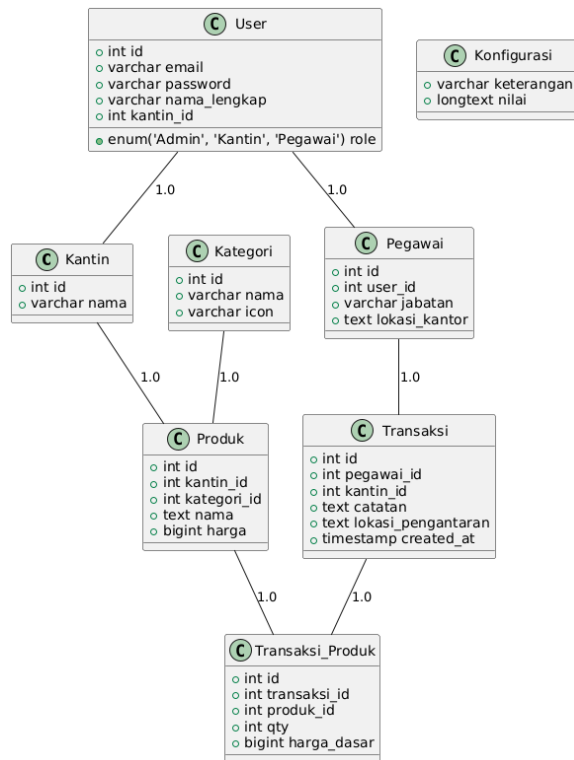 C User
int id
varchar email
varchar password
varchar nama_lengkap
int kantin_id
enum('Admin', 'Kantin', 'Pegawai') role
C Konfigurasi
varchar keterangan
longtext nilai
1.0
1.0
C Kantin
int id
varchar nama
C Kategori
int id
varchar nama
varchar icon
C Pegawai
int id
int user_id
varchar jabatan
text lokasi_kantor
1.0
1.0
1.0
C Produk
int id
int kantin_id
int kategori_id
text nama
bigint harga
C Transaksi
int id
int pegawai_id
int kantin_id
text catatan
text lokasi_pengantaran
timestamp created_at
1.0
1.0
C Transaksi_Produk
int id
int transaksi_id
int produk_id
int qty
bigint harga_dasar